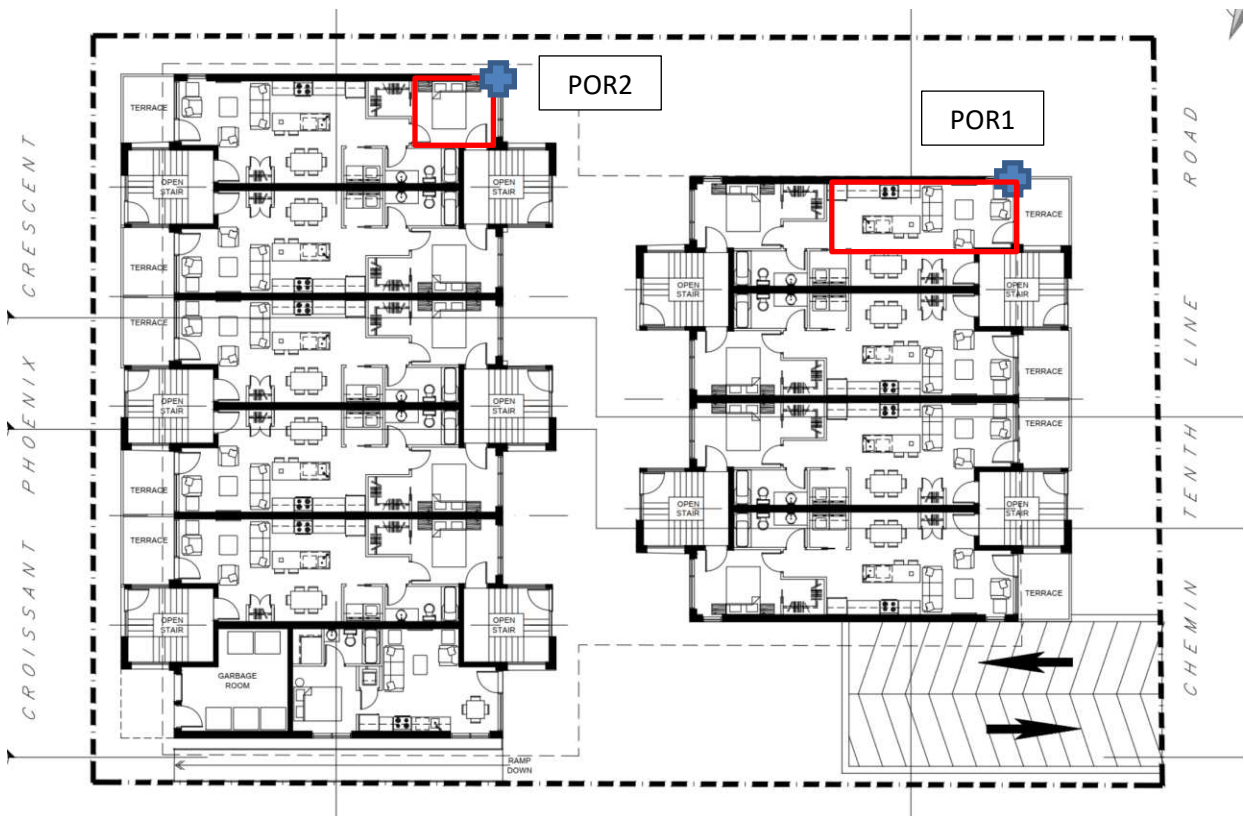 POR2
POR1
TERRACE
OPEN
STAIR
OPEN
STAIR
TERRACE
OPEN
STAIR
OPEN
STAIR
TERRACE
TERRACE
TERRACE
TERRACE
OPEN
STAIR
OPEN
STAIR
TERRACE
TERRACE
OPEN
STAIR
OPEN
STAIR
TERRACE
TERRACE
OPEN
STAIR
OPEN
STAIR
GARBAGE
ROOM
RAMP
DOWN
CROISSANT PHOENIX CRESCENT
CHEMIN TENTH LINE ROAD